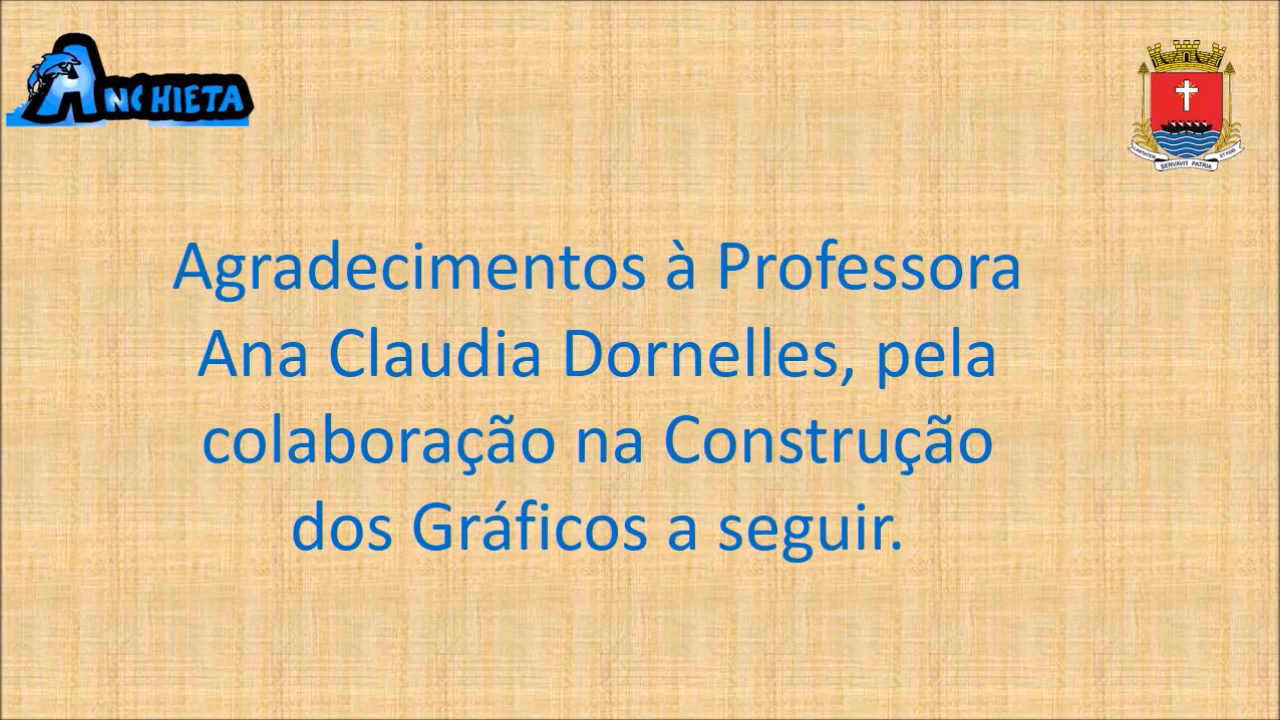 ANCHIETA
SERVAVIT PATRIA
Agradecimentos à Professora
Ana Claudia Dornelles, pela
colaboração na Construção
dos Gráficos a seguir.